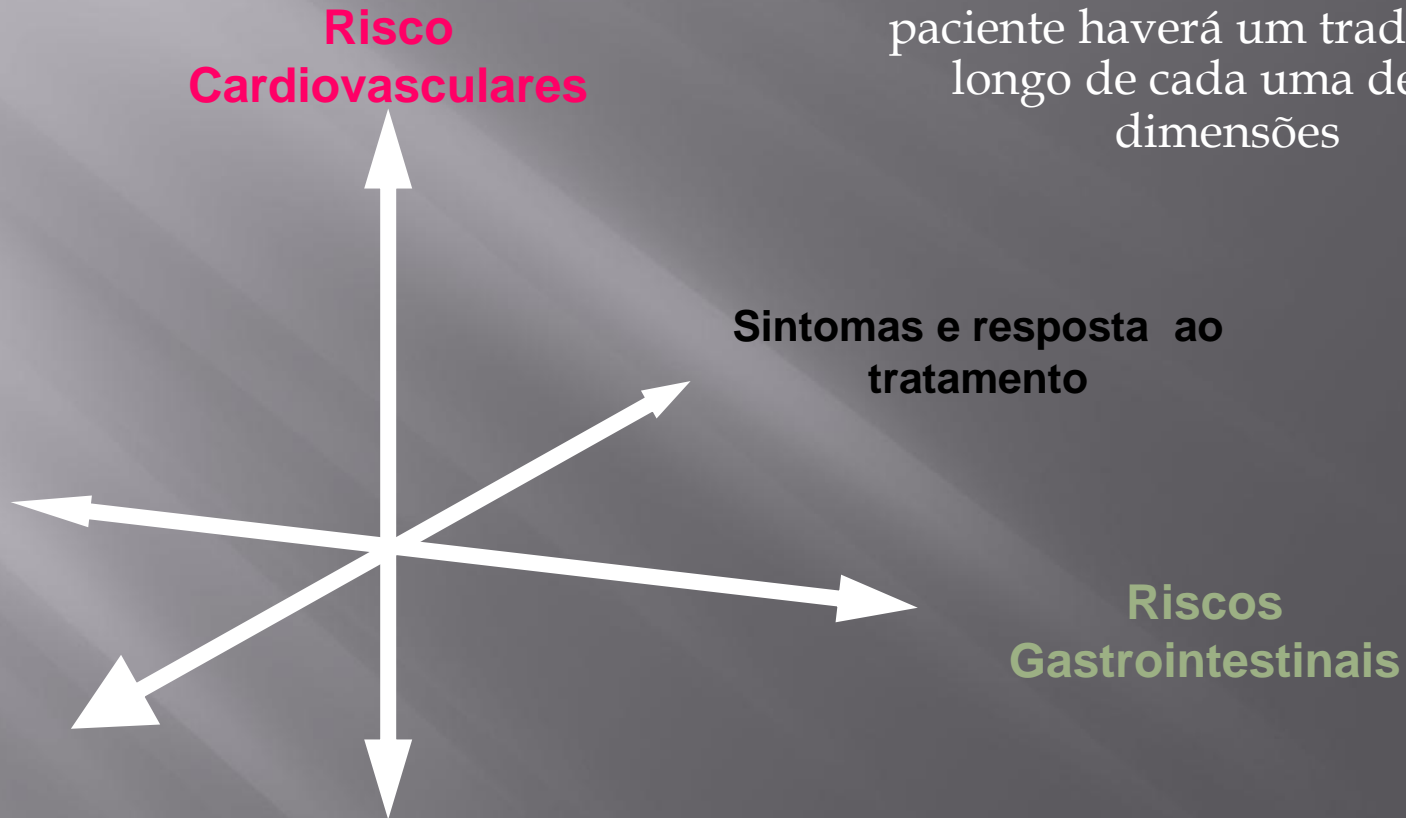 Risco
Cardiovasculares
paciente haverá um
longo de cada uma
dimensões
Sintomas e resposta ao
tratamento
Riscos
Gastrointestinais